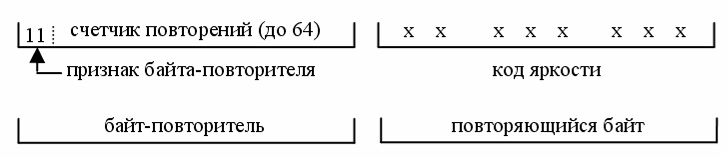 11 счетчик повторений (до 64) x x x x x x x x
признак байта-повторителя код яркости
байт-повторитель повторяющийся байт